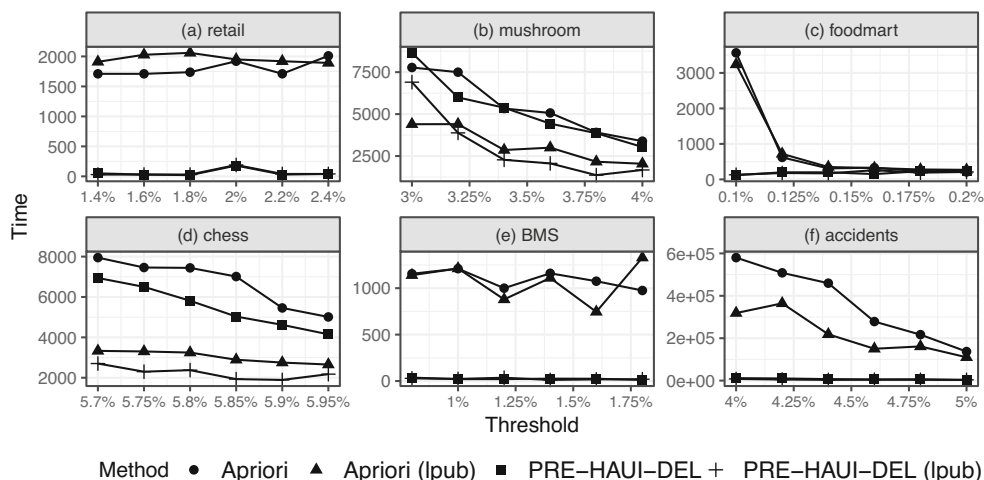 (a) retail
(b) mushroom
(c) foodmart
2000
1500
1000
500
0
1.4% 1.6% 1.8% 2% 2.2% 2.4%
7500
5000
2500
3% 3.25% 3.5% 3.75% 4%
3000
2000
1000
0
0.1% 0.125% 0.15% 0.175% 0.2%
Time
(d) chess
(e) BMS
(f) accidents
8000
6000
4000
2000
5.7% 5.75% 5.8% 5.85% 5.9% 5.95%
1000
500
0
1% 1.25% 1.5% 1.75%
6e+05
4e+05
2e+05
0e+00
4% 4.25% 4.5% 4.75% 5%
Threshold
Method Apriori Apriori (lpub) PRE−HAUI−DEL PRE−HAUI−DEL (lpub)